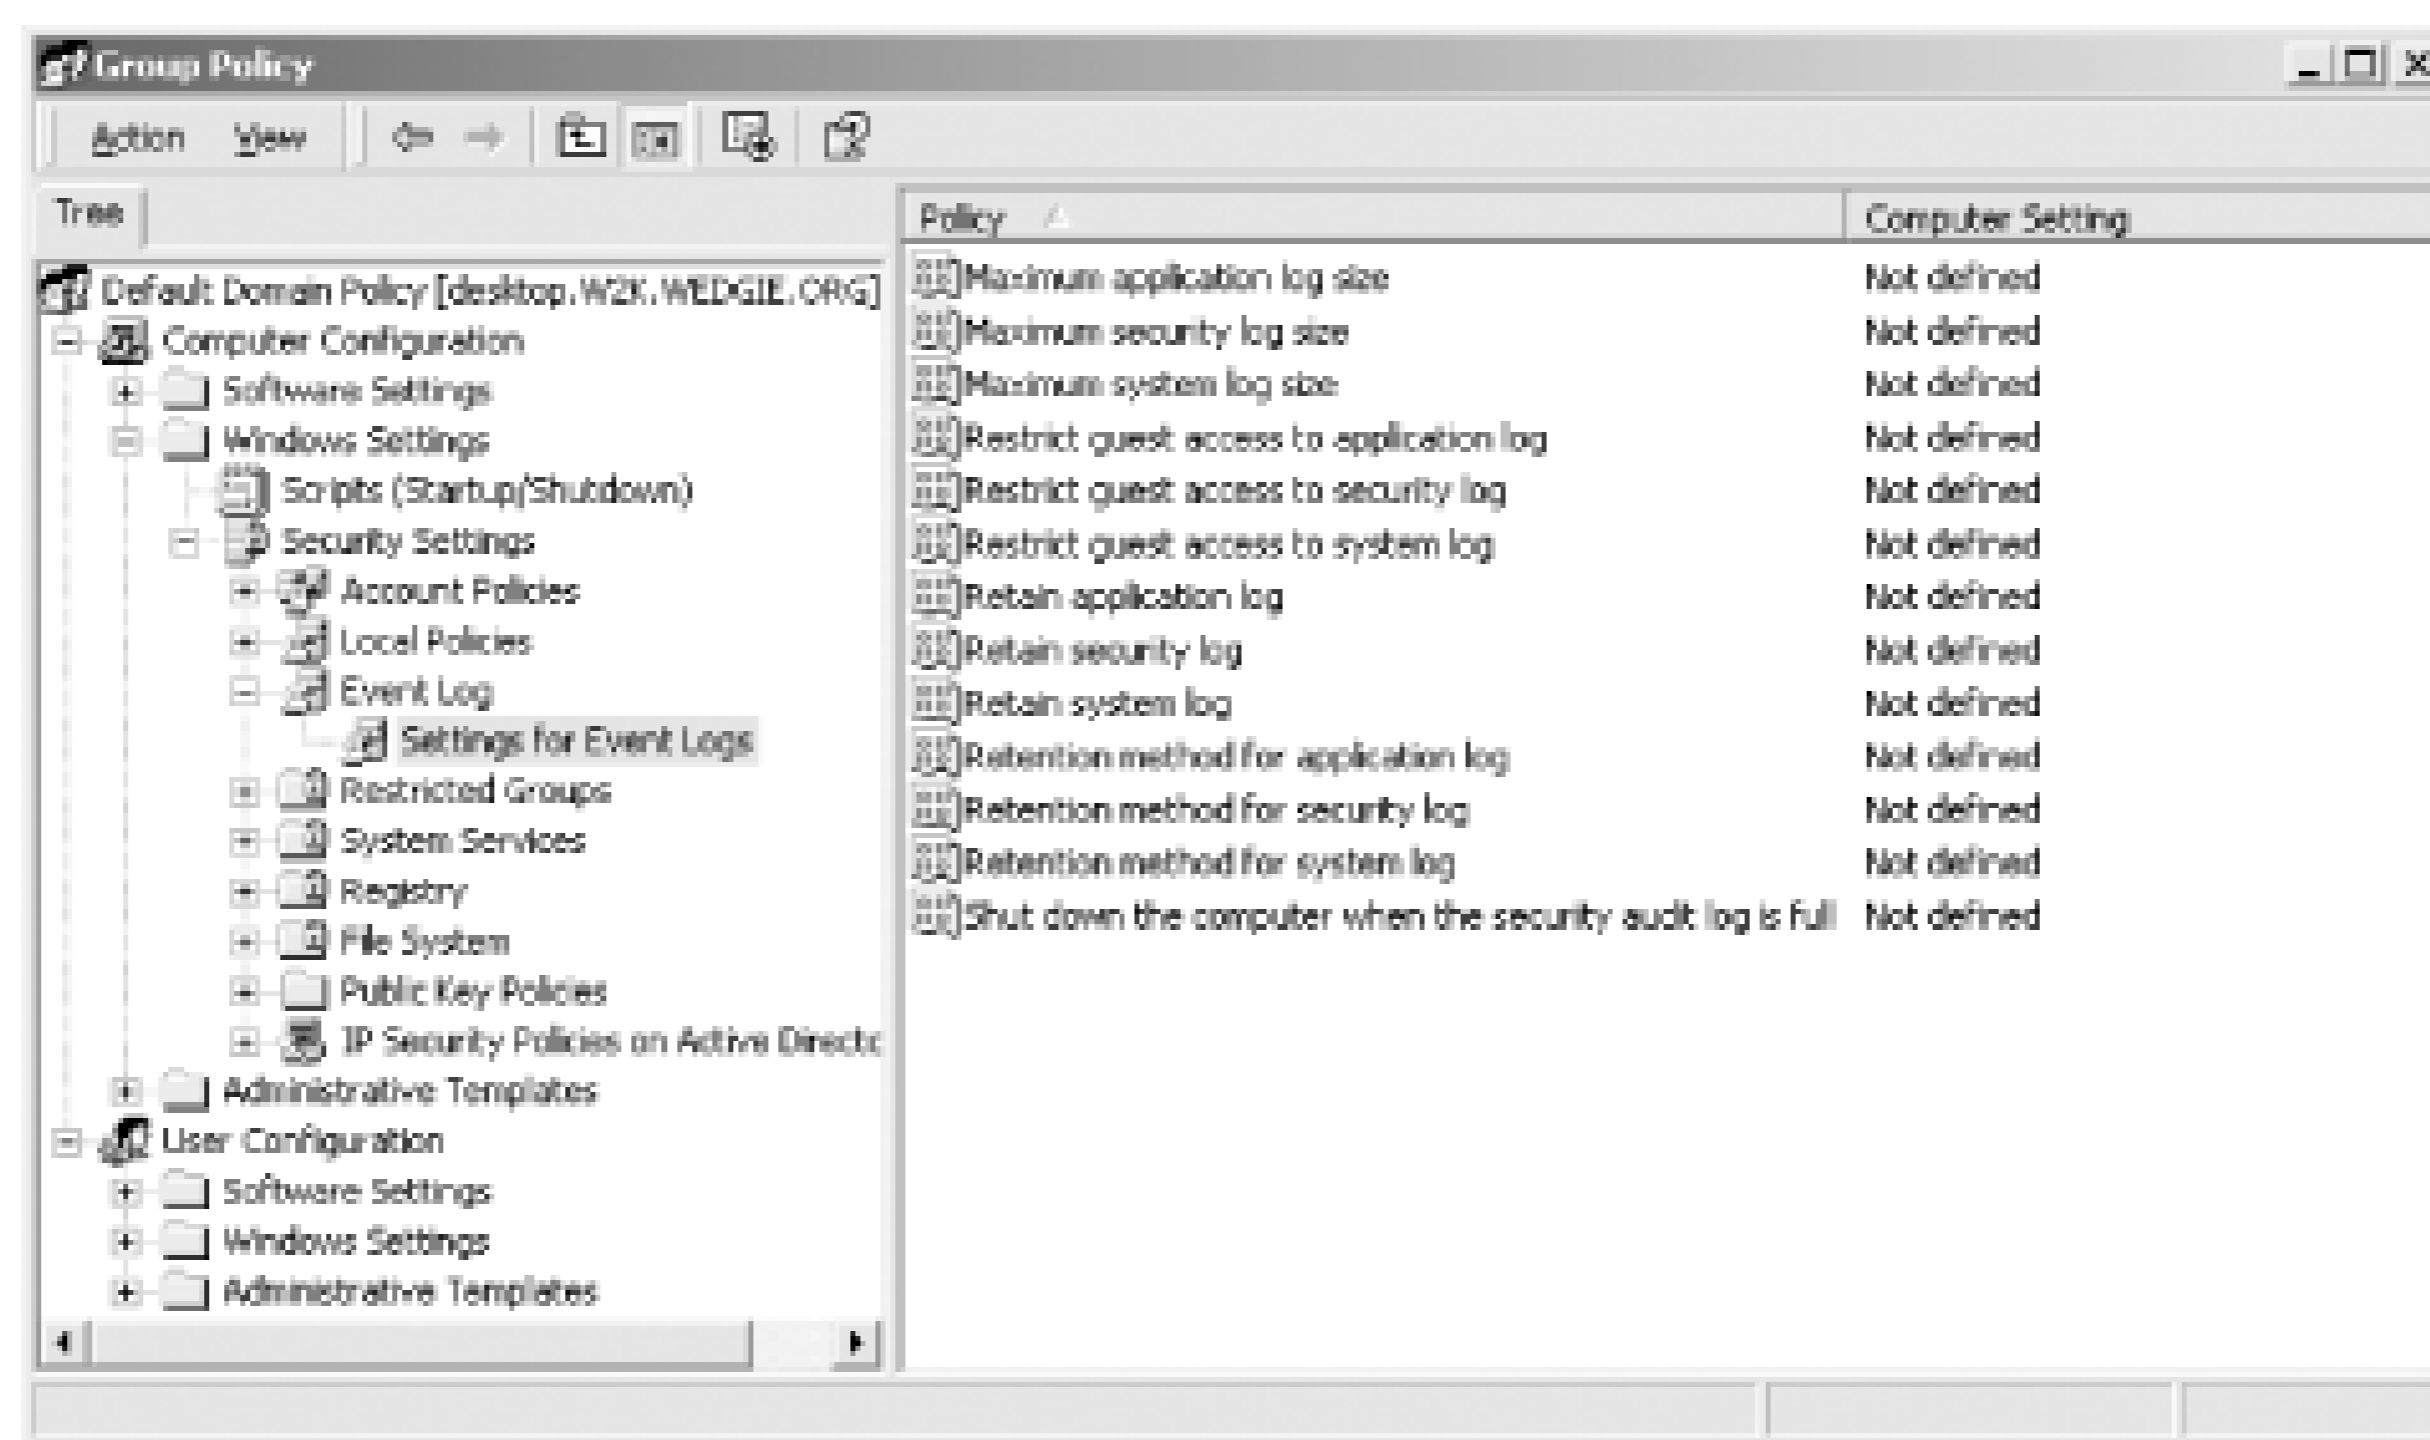 Group Policy
Action View
Tree
Default Domain Policy [desktop.W2K.WEDGIE.ORG]
Computer Configuration
Software Settings
Windows Settings
Scripts (Startup/Shutdown)
Security Settings
Account Policies
Local Policies
Event Log
Settings for Event Logs
Restricted Groups
System Services
Registry
File System
Public Key Policies
IP Security Policies on Active Directo
Administrative Templates
User Configuration
Software Settings
Windows Settings
Administrative Templates
Policy Computer Setting
Maximum application log size Not defined
Maximum security log size Not defined
Maximum system log size Not defined
Restrict guest access to application log Not defined
Restrict guest access to security log Not defined
Restrict guest access to system log Not defined
Retain application log Not defined
Retain security log Not defined
Retain system log Not defined
Retention method for application log Not defined
Retention method for security log Not defined
Retention method for system log Not defined
Shut down the computer when the security audit log is full Not defined